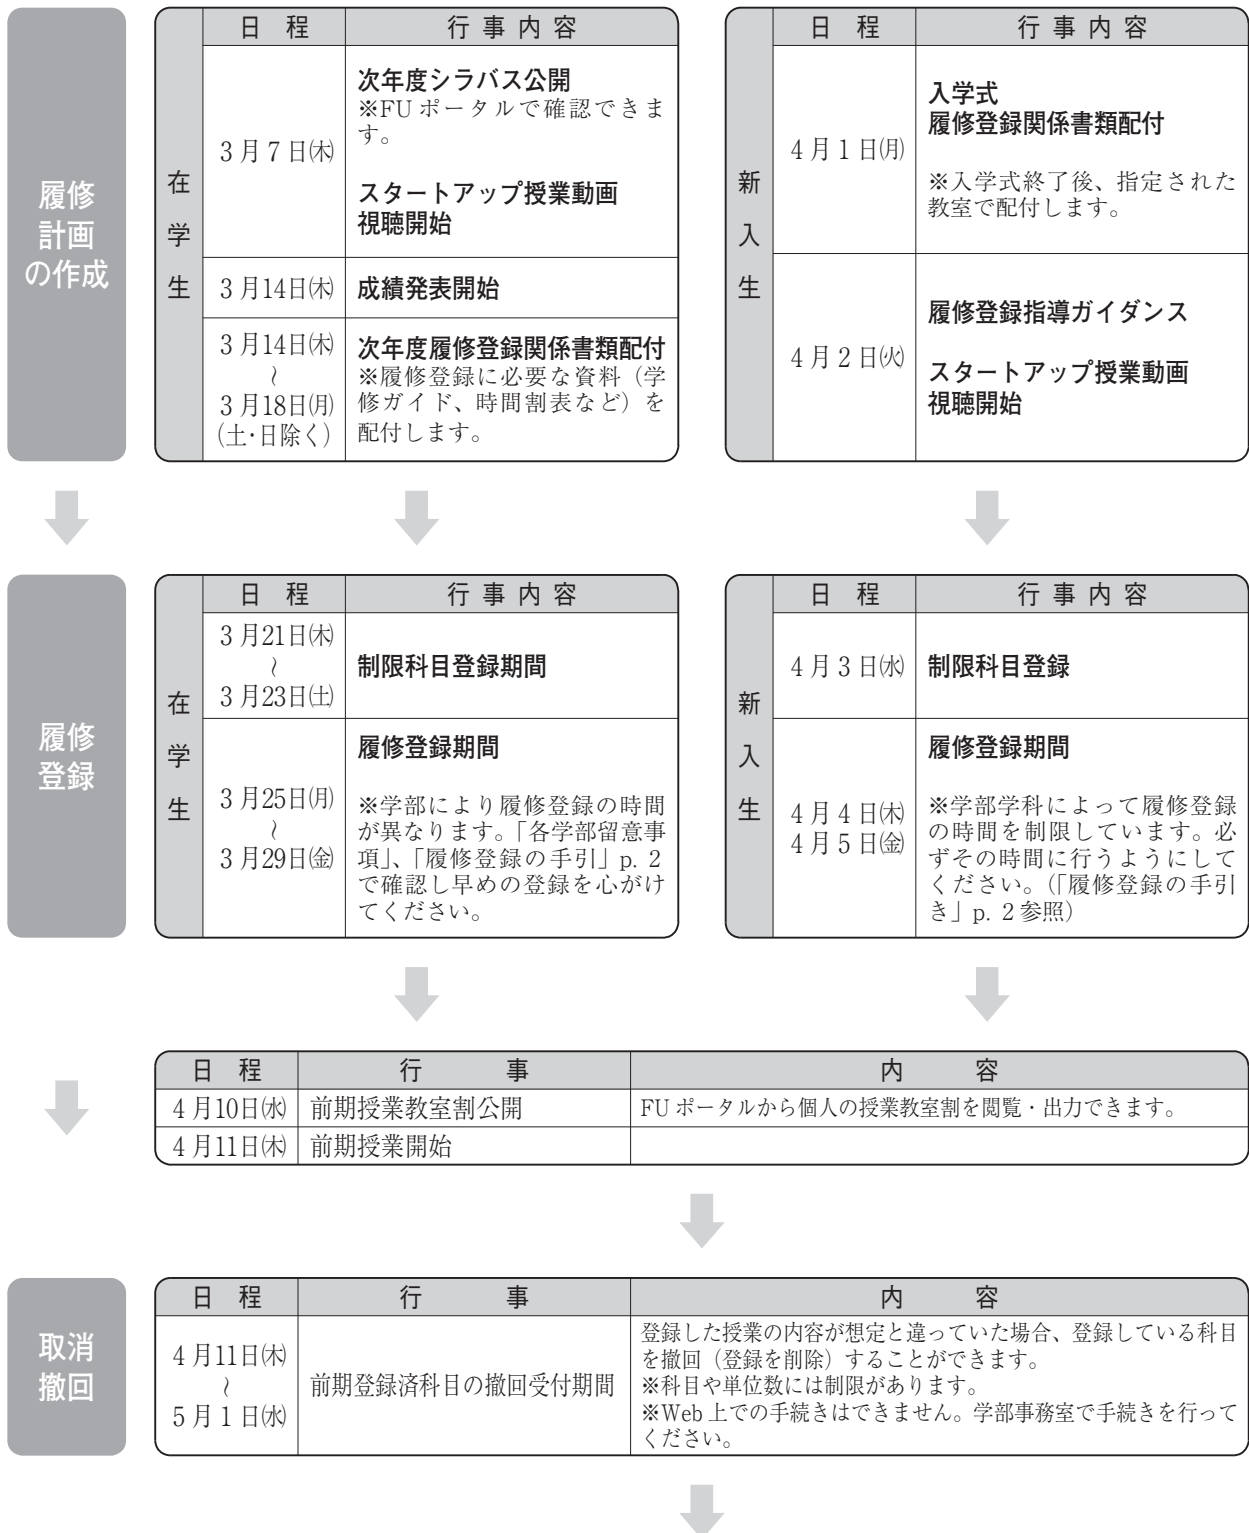 履修
計画
の作成
在学生
日　程　行事内容
3月7日㈭
次年度シラバス公開
※FUポータルで確認できま
す。
スタートアップ授業動画
視聴開始
3月14日㈭　成績発表開始
3月14日㈭
〜
3月18日㈪
(土・日除く)
次年度履修登録関係書類配付
※履修登録に必要な資料（学
修ガイド、時間割表など）を
配付します。
新入生
日　程　行事内容
4月1日㈪
入学式
履修登録関係書類配付
※入学式終了後、指定された
教室で配付します。
4月2日㈫
履修登録指導ガイダンス
スタートアップ授業動画
視聴開始
履修
登録
在学生
日　程　行事内容
3月21日㈭
〜
3月23日㈯
制限科目登録期間
3月25日㈪
〜
3月29日㈮
履修登録期間
※学部により履修登録の時間
が異なります。「各学部留意事
項」、「履修登録の手引」p. 2
で確認し早めの登録を心がけ
てください。
新入生
日　程　行事内容
4月3日㈬　制限科目登録
4月4日㈭
4月5日㈮
履修登録期間
※学部学科によって履修登録
の時間を制限しています。必
ずその時間に行うようにして
ください。（「履修登録の手引
き」p. 2参照）
日　程　行　事　内　容
4月10日㈬　前期授業教室割公開　FUポータルから個人の授業教室割を閲覧・出力できます。
4月11日㈭　前期授業開始
取消
撤回
日　程　行　事　内　容
4月11日㈭
〜
5月1日㈬
前期登録済科目の撤回受付期間
登録した授業の内容が想定と違っていた場合、登録している科目
を撤回（登録を削除）することができます。
※科目や単位数には制限があります。
※Web上での手続きはできません。学部事務室で手続きを行って
ください。